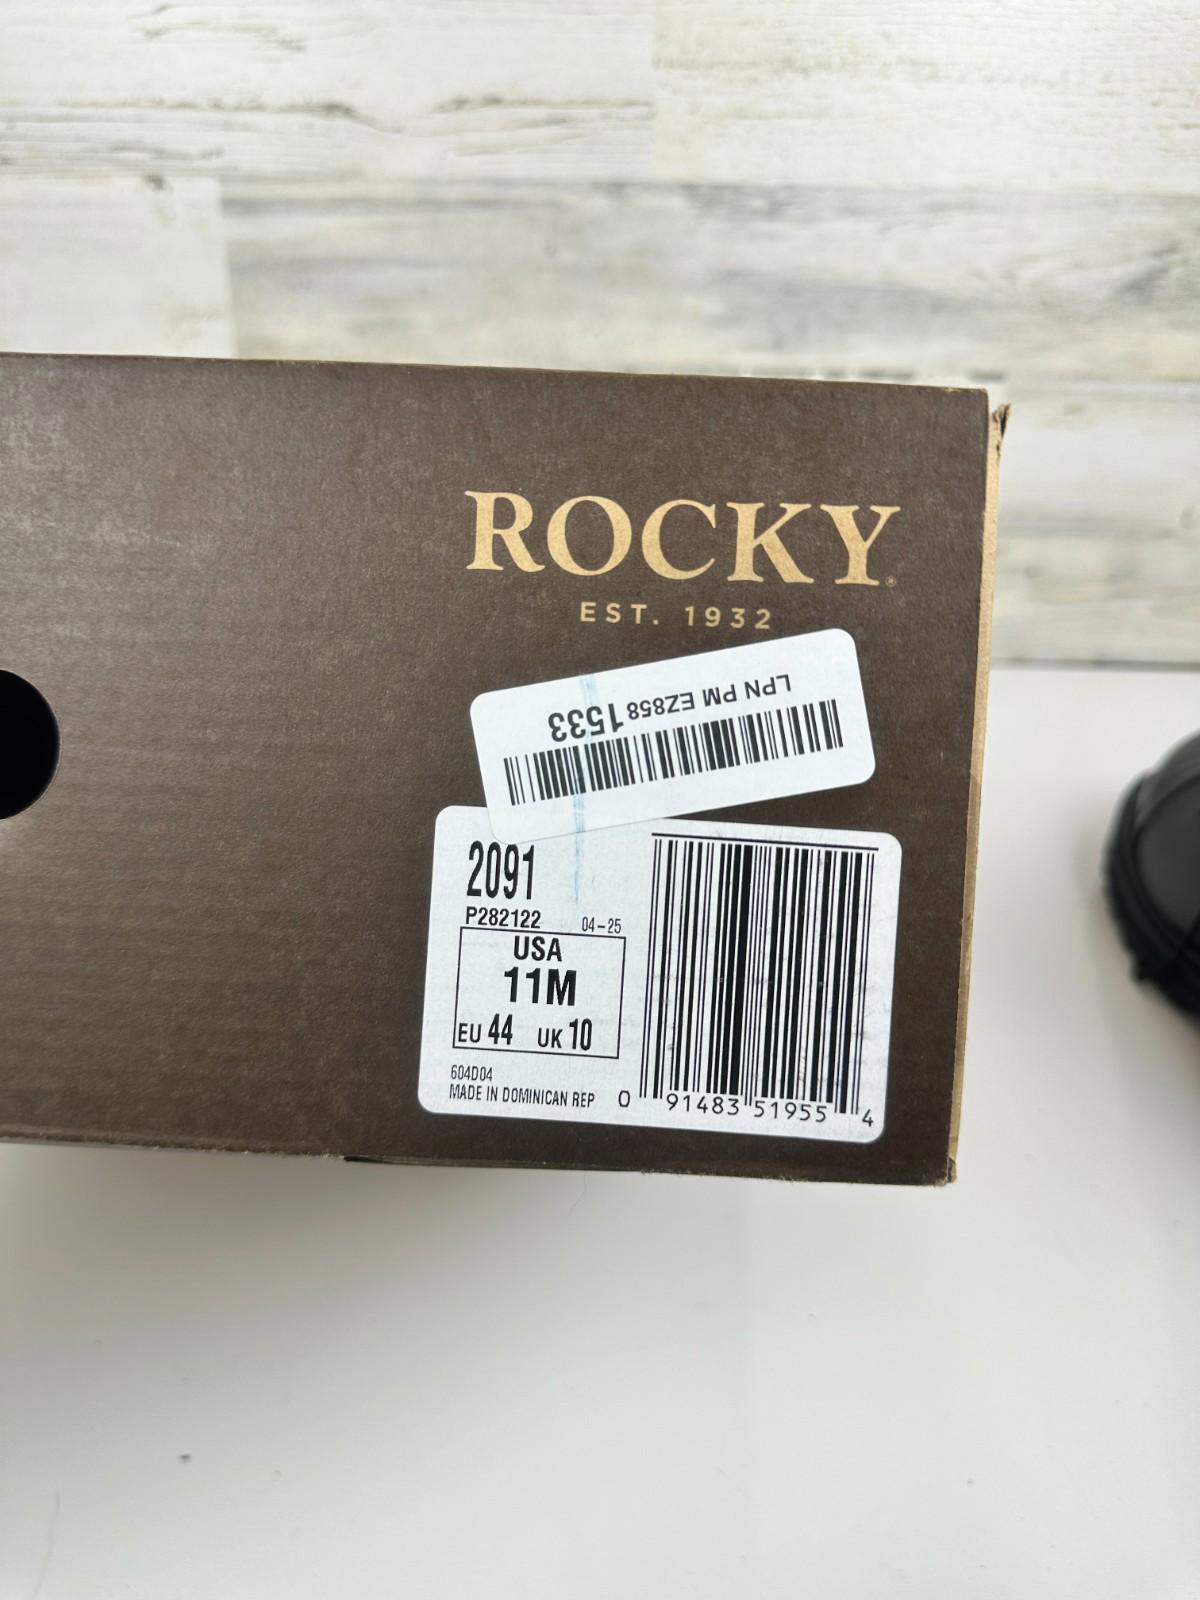 ROCKY®
EST. 1932
LPN PM EZ858 1533
2091
P282122 04-25
USA
11M
EU 44 UK 10
604D04
MADE IN DOMINICAN REP
0 91483 51955 4